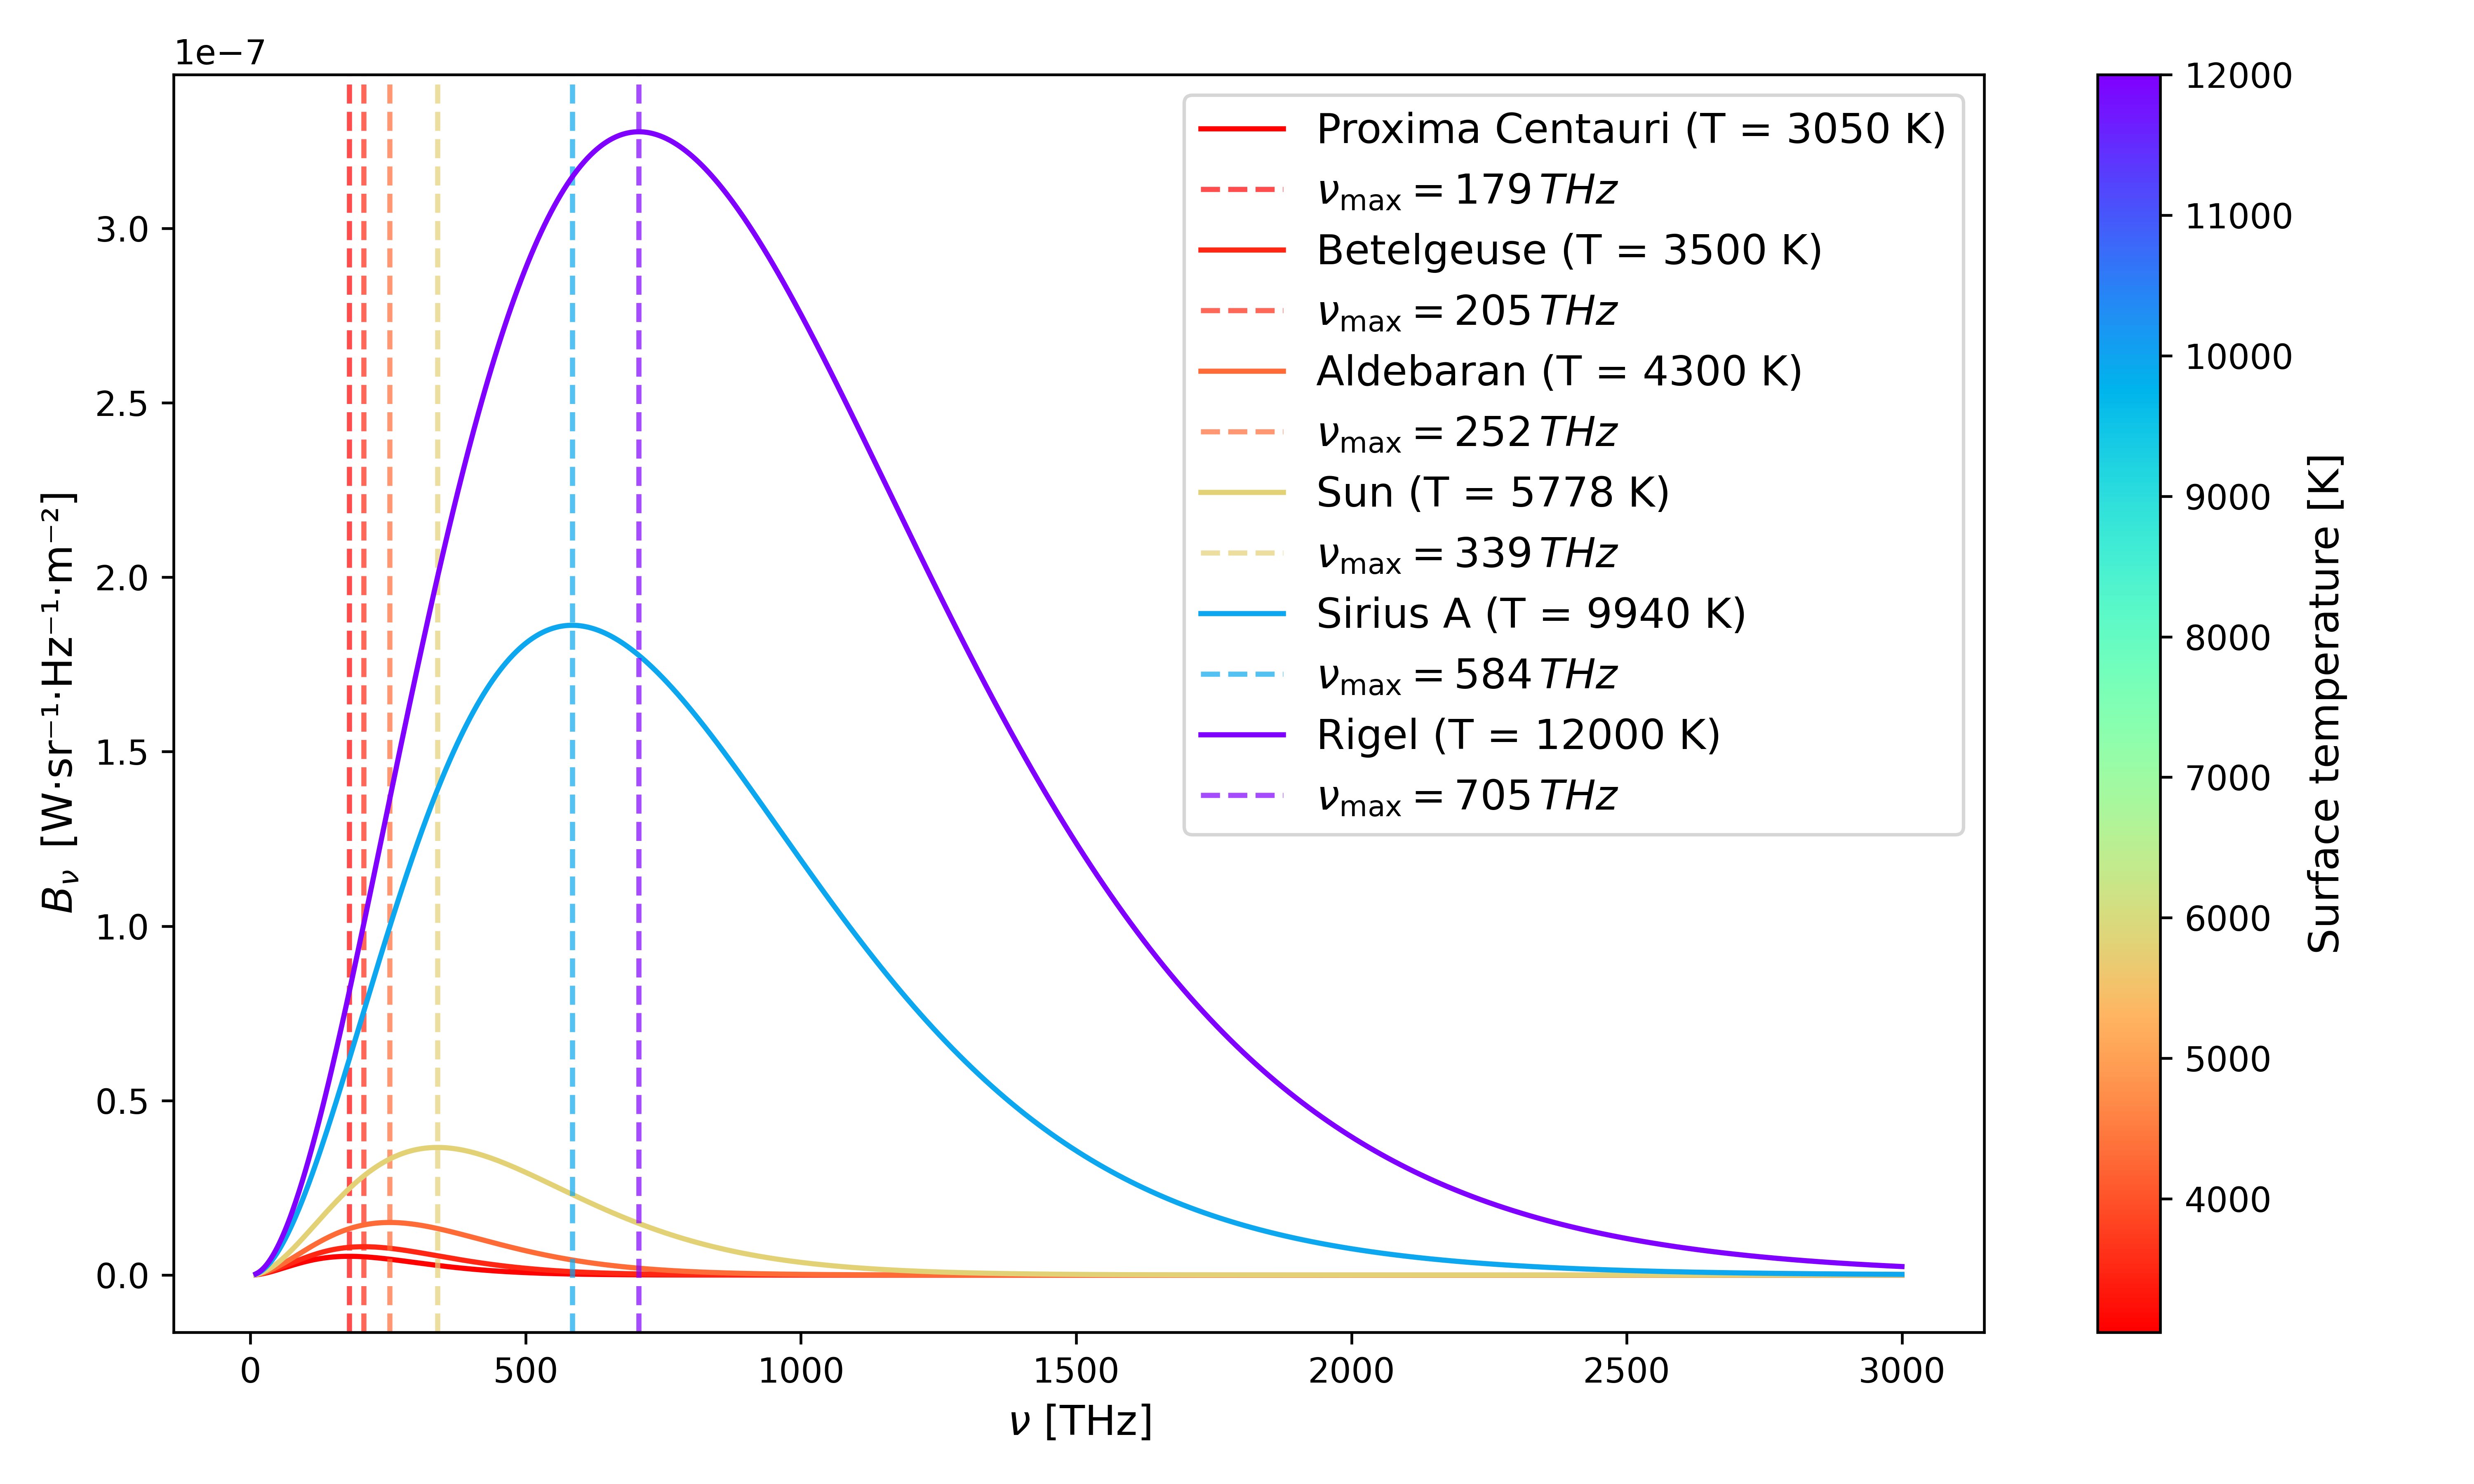 1e−7
3.0
2.5
2.0
1.5
1.0
0.5
0.0
B_ν [W·sr⁻¹·Hz⁻¹·m⁻²]
0 500 1000 1500 2000 2500 3000
ν [THz]
Proxima Centauri (T = 3050 K)
ν_max = 179 THz
Betelgeuse (T = 3500 K)
ν_max = 205 THz
Aldebaran (T = 4300 K)
ν_max = 252 THz
Sun (T = 5778 K)
ν_max = 339 THz
Sirius A (T = 9940 K)
ν_max = 584 THz
Rigel (T = 12000 K)
ν_max = 705 THz
12000
11000
10000
9000
8000
7000
6000
5000
4000
Surface temperature [K]